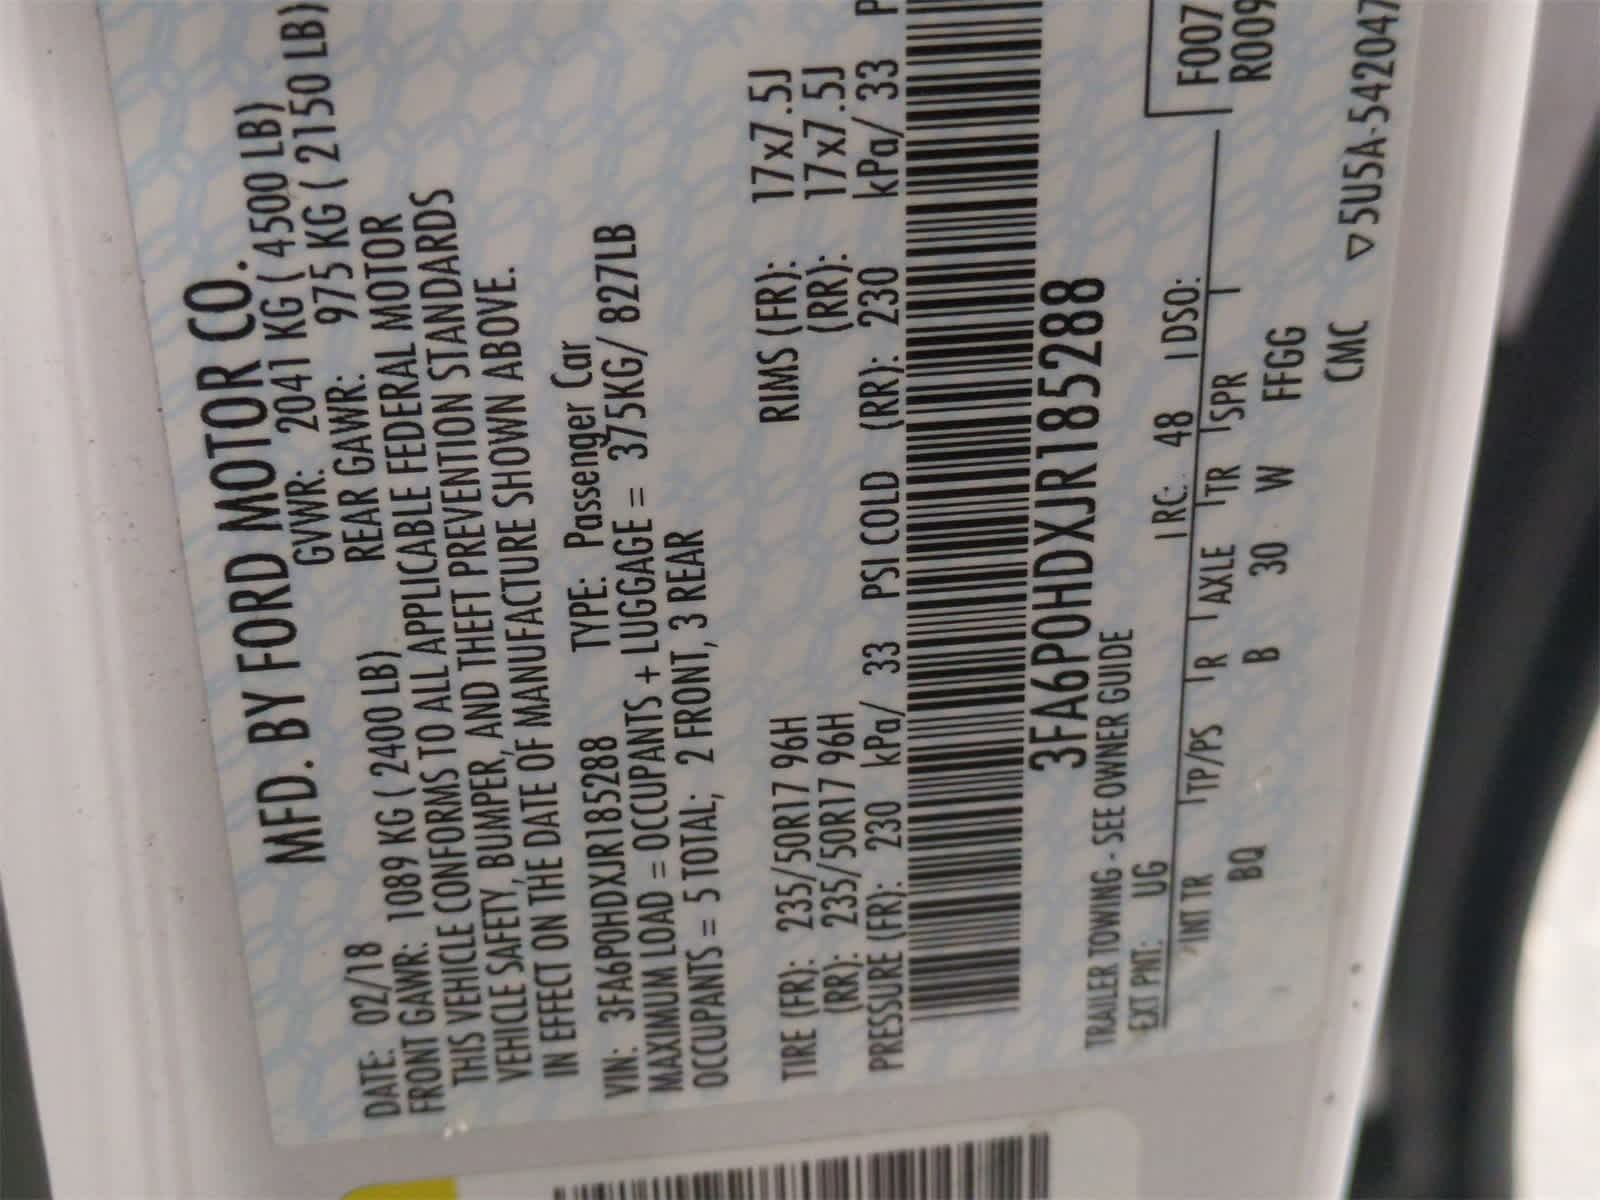 MFD. BY FORD MOTOR CO.
DATE: 02/18 GVWR: 2041 KG ( 4500 LB)
FRONT GAWR: 1089 KG ( 2400 LB) REAR GAWR: 975 KG ( 2150 LB)
THIS VEHICLE CONFORMS TO ALL APPLICABLE FEDERAL MOTOR
VEHICLE SAFETY, BUMPER, AND THEFT PREVENTION STANDARDS
IN EFFECT ON THE DATE OF MANUFACTURE SHOWN ABOVE.
VIN: 3FA6P0HDXJR185288 TYPE: Passenger Car
MAXIMUM LOAD = OCCUPANTS + LUGGAGE = 375KG/ 827LB
OCCUPANTS = 5 TOTAL; 2 FRONT, 3 REAR
TIRE (FR): 235/50R17 96H RIMS (FR): 17x7.5J
(RR): 235/50R17 96H (RR): 17x7.5J
PRESSURE (FR): 230 kPa/ 33 PSI COLD (RR): 230 kPa/ 33 P
3FA6P0HDXJR185288
TRAILER TOWING - SEE OWNER GUIDE
EXT PNT: UG RC: 48 DSO: F007
R009
INT TR TP/PS R AXLE TR SPR
BQ B 30 W FFGG
CMC ▽5U5A-542047